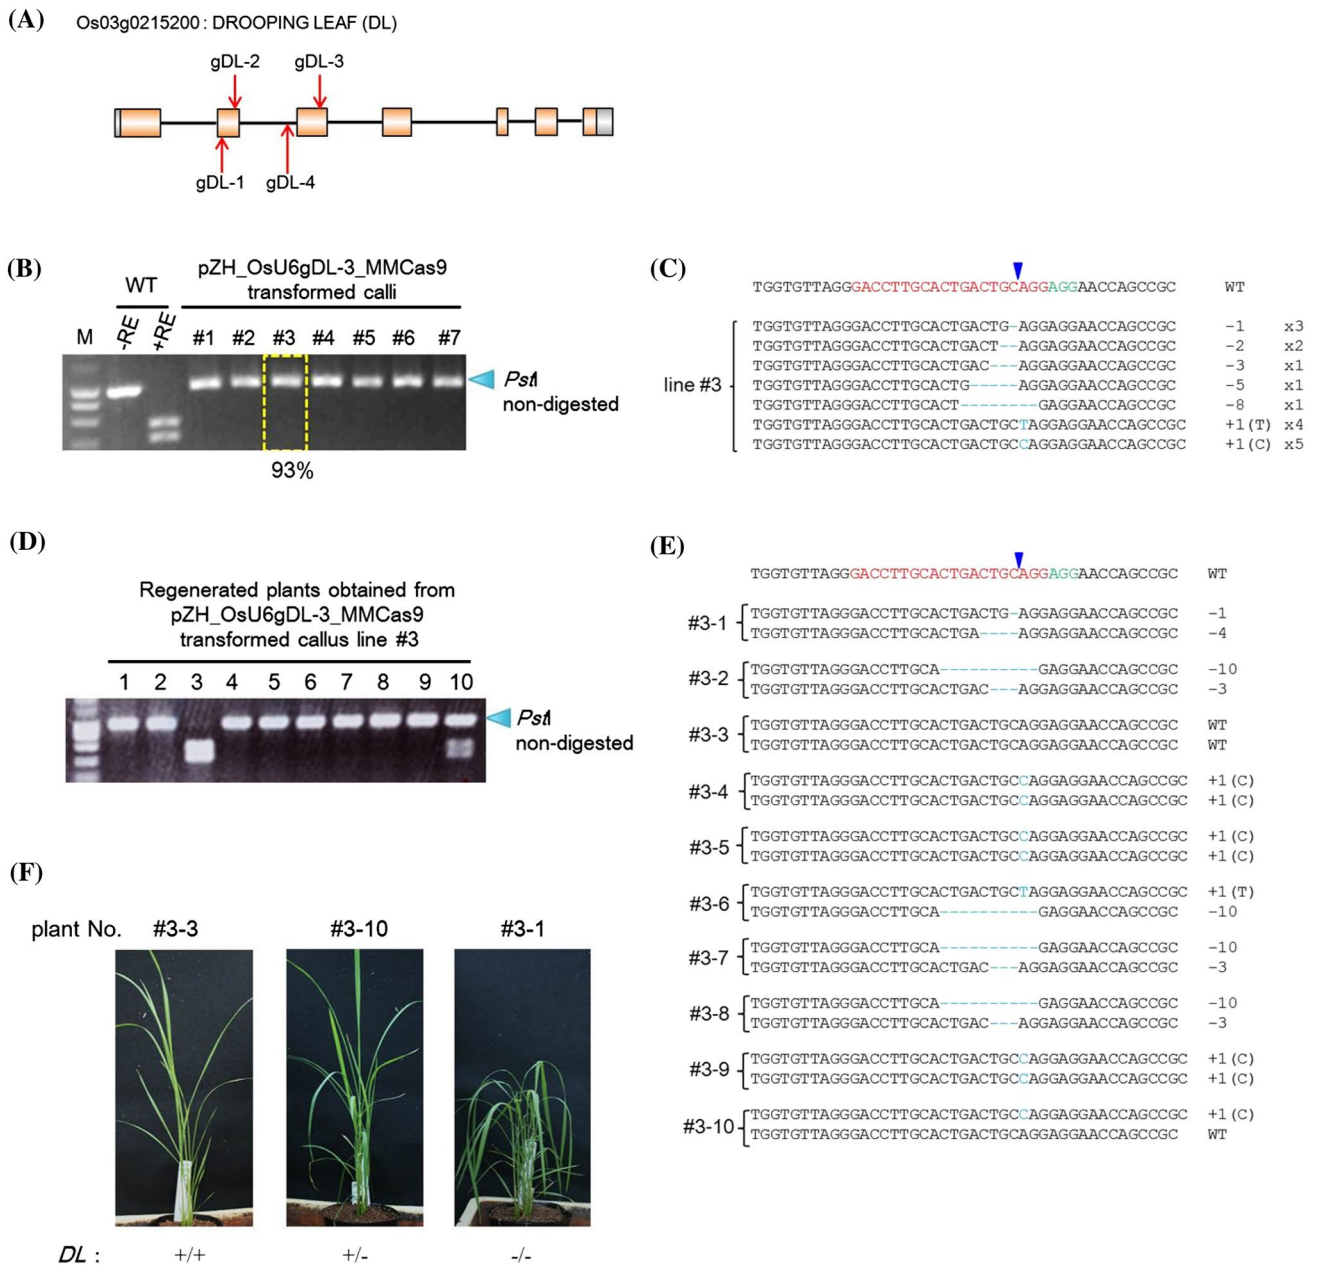 (A)
Os03g0215200 : DROOPING LEAF (DL)
gDL-2 gDL-3
gDL-1 gDL-4
(B)
pZH_OsU6gDL-3_MMCas9
transformed calli
WT
M -RE +RE #1 #2 #3 #4 #5 #6 #7
PstI
non-digested
93%
(C)
TGGTGTTAGGGACCTTGCACTGACTGCAGGAGGAACCAGCCGC WT
line #3
TGGTGTTAGGGACCTTGCACTGACTG-AGGAGGAACCAGCCGC -1 x3
TGGTGTTAGGGACCTTGCACTGACT--AGGAGGAACCAGCCGC -2 x2
TGGTGTTAGGGACCTTGCACTGAC---AGGAGGAACCAGCCGC -3 x1
TGGTGTTAGGGACCTTGCACTG-----AGGAGGAACCAGCCGC -5 x1
TGGTGTTAGGGACCTTGCACT--------GAGGAACCAGCCGC -8 x1
TGGTGTTAGGGACCTTGCACTGACTGCTAGGAGGAACCAGCCGC +1(T) x4
TGGTGTTAGGGACCTTGCACTGACTGCCAGGAGGAACCAGCCGC +1(C) x5
(D)
Regenerated plants obtained from
pZH_OsU6gDL-3_MMCas9
transformed callus line #3
1 2 3 4 5 6 7 8 9 10
PstI
non-digested
(E)
TGGTGTTAGGGACCTTGCACTGACTGCAGGAGGAACCAGCCGC WT
#3-1
TGGTGTTAGGGACCTTGCACTGACTG-AGGAGGAACCAGCCGC -1
TGGTGTTAGGGACCTTGCACTGA----AGGAGGAACCAGCCGC -4
#3-2
TGGTGTTAGGGACCTTGCA----------GAGGAACCAGCCGC -10
TGGTGTTAGGGACCTTGCACTGAC---AGGAGGAACCAGCCGC -3
#3-3
TGGTGTTAGGGACCTTGCACTGACTGCAGGAGGAACCAGCCGC WT
TGGTGTTAGGGACCTTGCACTGACTGCAGGAGGAACCAGCCGC WT
#3-4
TGGTGTTAGGGACCTTGCACTGACTGCCAGGAGGAACCAGCCGC +1(C)
TGGTGTTAGGGACCTTGCACTGACTGCCAGGAGGAACCAGCCGC +1(C)
#3-5
TGGTGTTAGGGACCTTGCACTGACTGCCAGGAGGAACCAGCCGC +1(C)
TGGTGTTAGGGACCTTGCACTGACTGCCAGGAGGAACCAGCCGC +1(C)
#3-6
TGGTGTTAGGGACCTTGCACTGACTGCTAGGAGGAACCAGCCGC +1(T)
TGGTGTTAGGGACCTTGCA----------GAGGAACCAGCCGC -10
#3-7
TGGTGTTAGGGACCTTGCA----------GAGGAACCAGCCGC -10
TGGTGTTAGGGACCTTGCACTGAC---AGGAGGAACCAGCCGC -3
#3-8
TGGTGTTAGGGACCTTGCA----------GAGGAACCAGCCGC -10
TGGTGTTAGGGACCTTGCACTGAC---AGGAGGAACCAGCCGC -3
#3-9
TGGTGTTAGGGACCTTGCACTGACTGCCAGGAGGAACCAGCCGC +1(C)
TGGTGTTAGGGACCTTGCACTGACTGCCAGGAGGAACCAGCCGC +1(C)
#3-10
TGGTGTTAGGGACCTTGCACTGACTGCCAGGAGGAACCAGCCGC +1(C)
TGGTGTTAGGGACCTTGCACTGACTGCAGGAGGAACCAGCCGC WT
(F)
plant No. #3-3 #3-10 #3-1
DL : +/+ +/- -/-